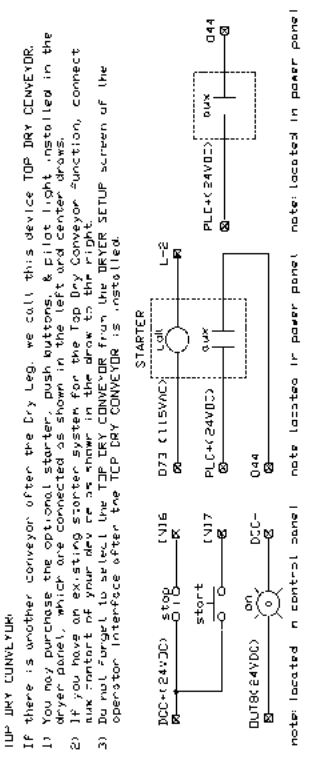 TOP DRY CONVEYOR:
If there is another conveyor after the Dry Leg, we call this device TOP DRY CONVEYOR.
1) You may purchase the optional starter, push buttons, & pilot light installed in the
dryer panel, which are connected as shown in the left and center draws.
2) If you have an existing starter system for the Top Dry Conveyor function, connect
aux contact of your device as shown in the draw to the right.
3) Do not forget to select the TOP DRY CONVEYOR from the DRYER SETUP screen of the
operator interface after the TOP DRY CONVEYOR is installed.
DCC+(24VDC) stop IN16
start IN17
OUT8(24VDC) on DCC-
note: located in control panel
STARTER
O73 (115VAC) coil L-2
PLC+(24VDC) aux
O44
note located in power panel
PLC+(24VDC) aux O44
note: located in power panel